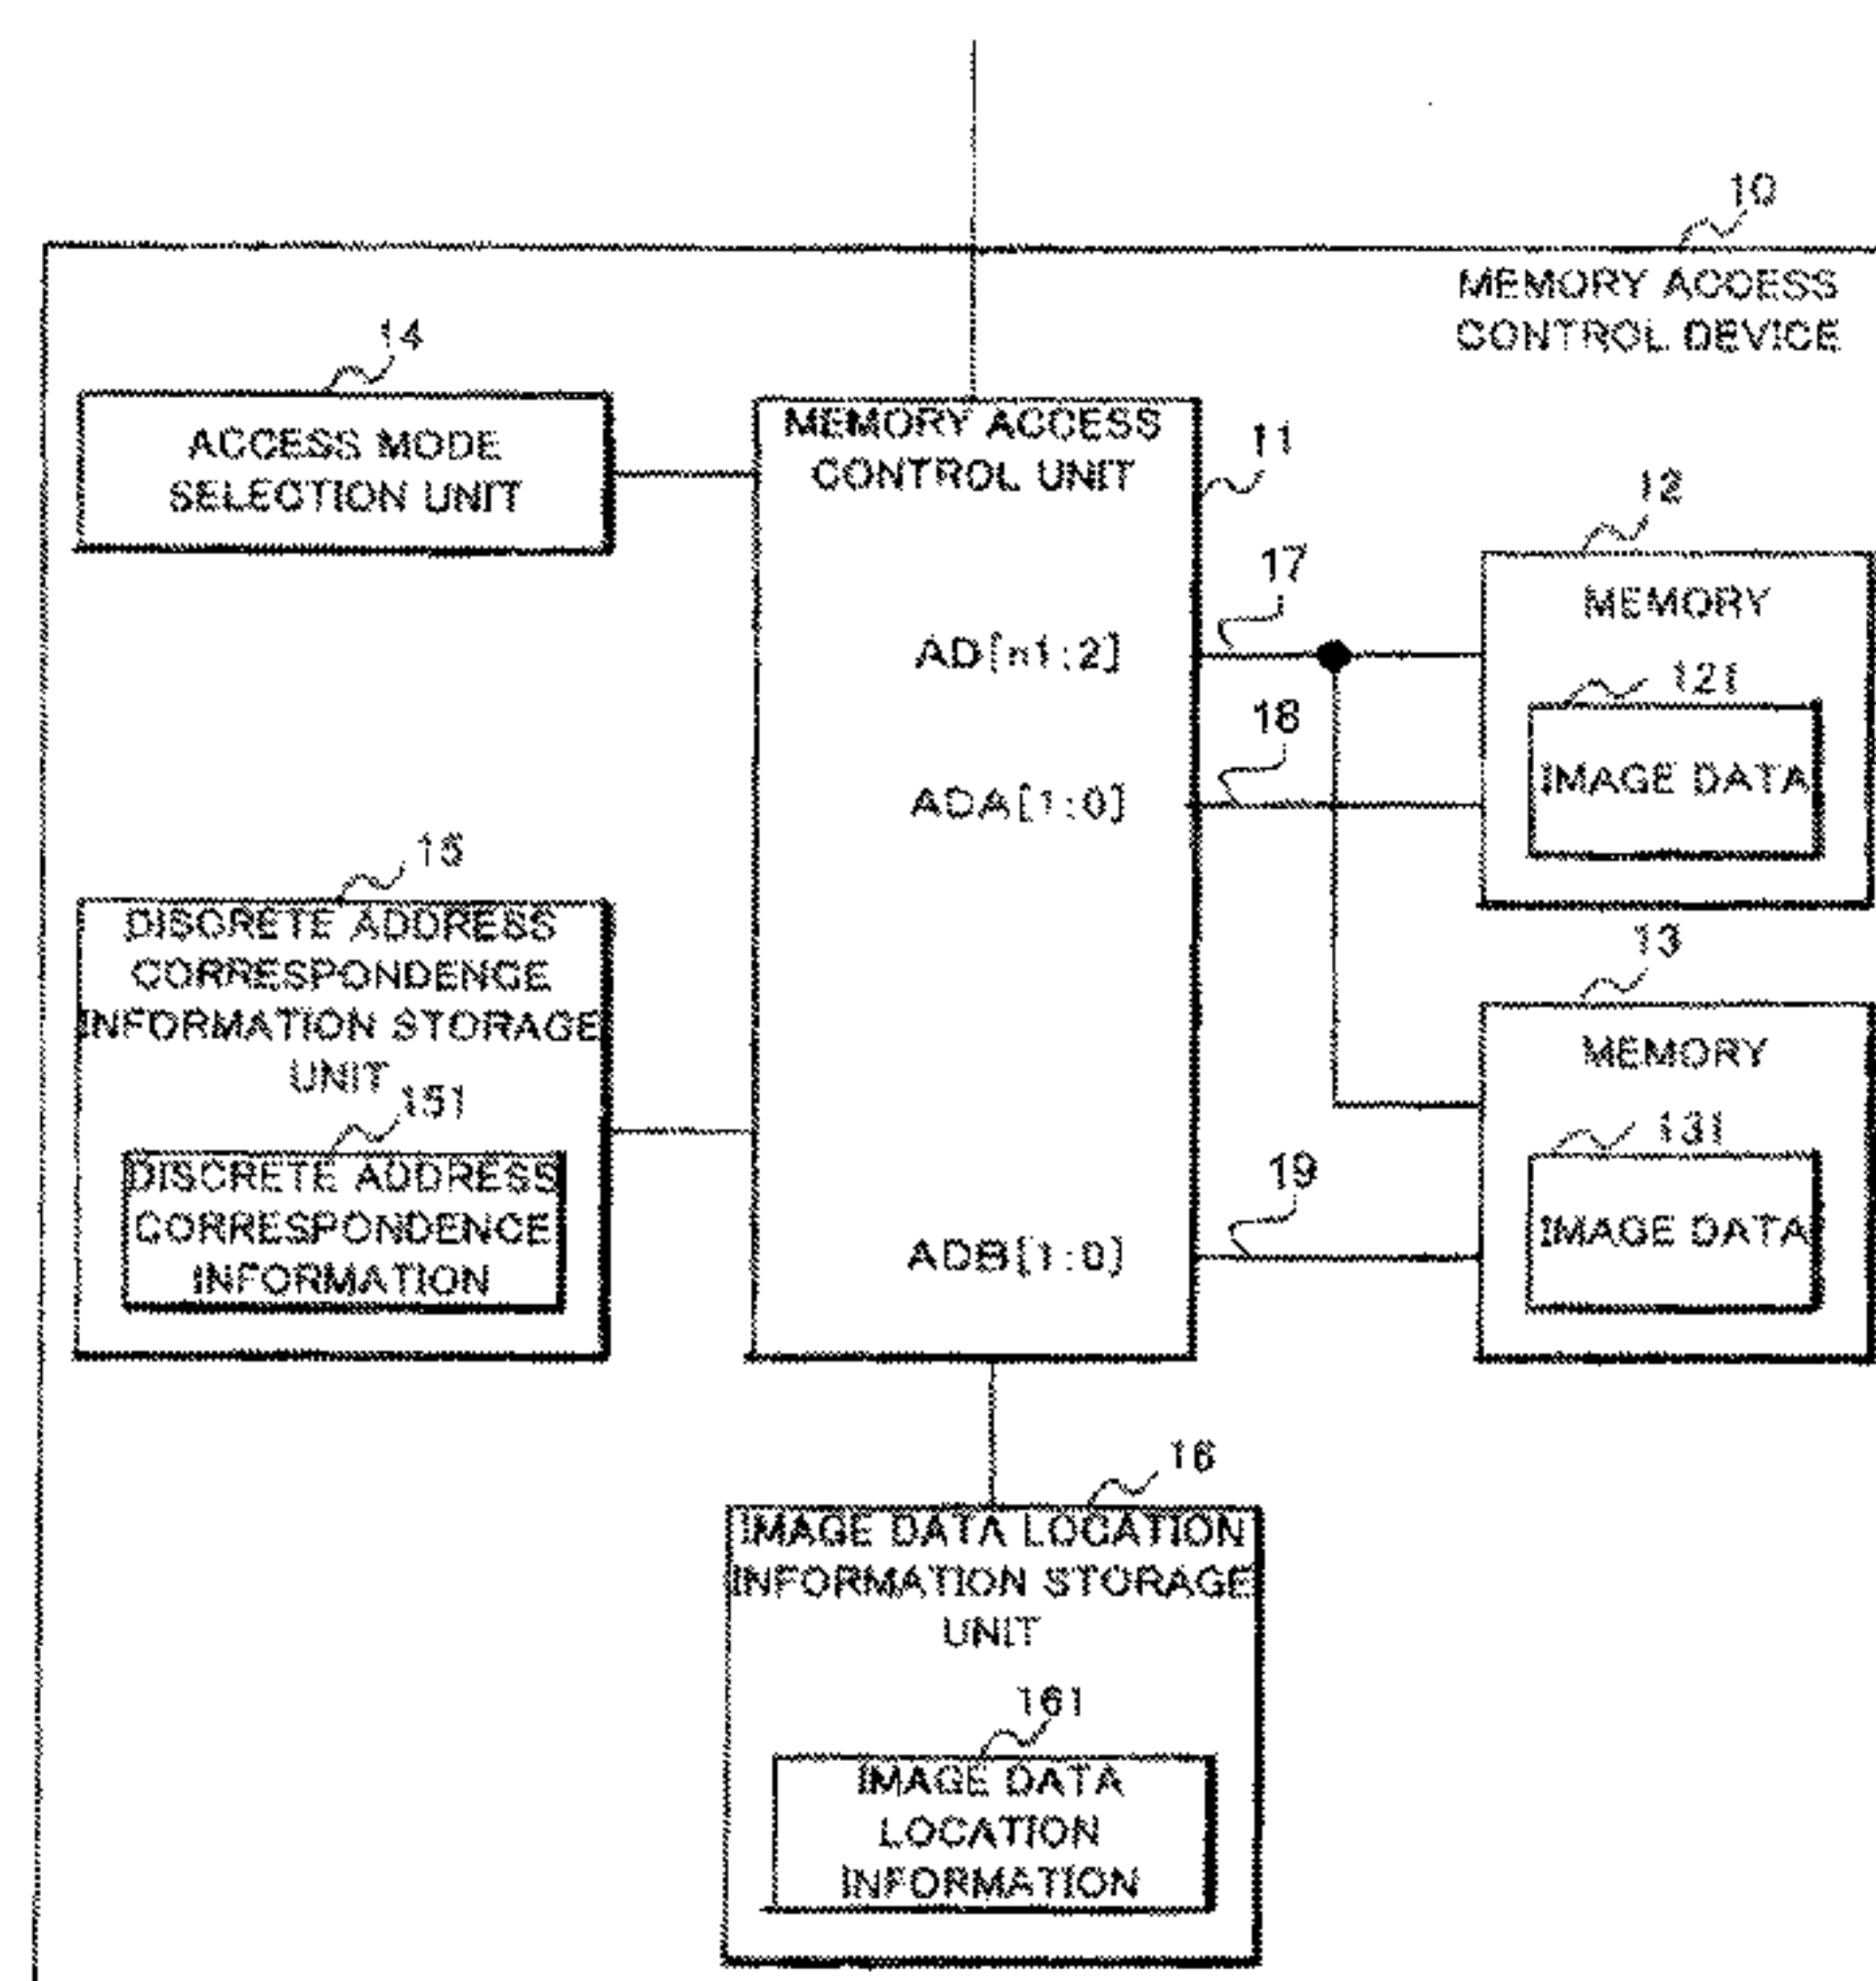 10
MEMORY ACCESS
CONTROL DEVICE
14
ACCESS MODE
SELECTION UNIT
MEMORY ACCESS
CONTROL UNIT
11
12
MEMORY
17
AD[n1:2]
121
IMAGE DATA
18
ADA[1:0]
15
DISCRETE ADDRESS
CORRESPONDENCE
INFORMATION STORAGE
UNIT
151
DISCRETE ADDRESS
CORRESPONDENCE
INFORMATION
13
MEMORY
131
IMAGE DATA
19
ADB[1:0]
16
IMAGE DATA LOCATION
INFORMATION STORAGE
UNIT
161
IMAGE DATA
LOCATION
INFORMATION